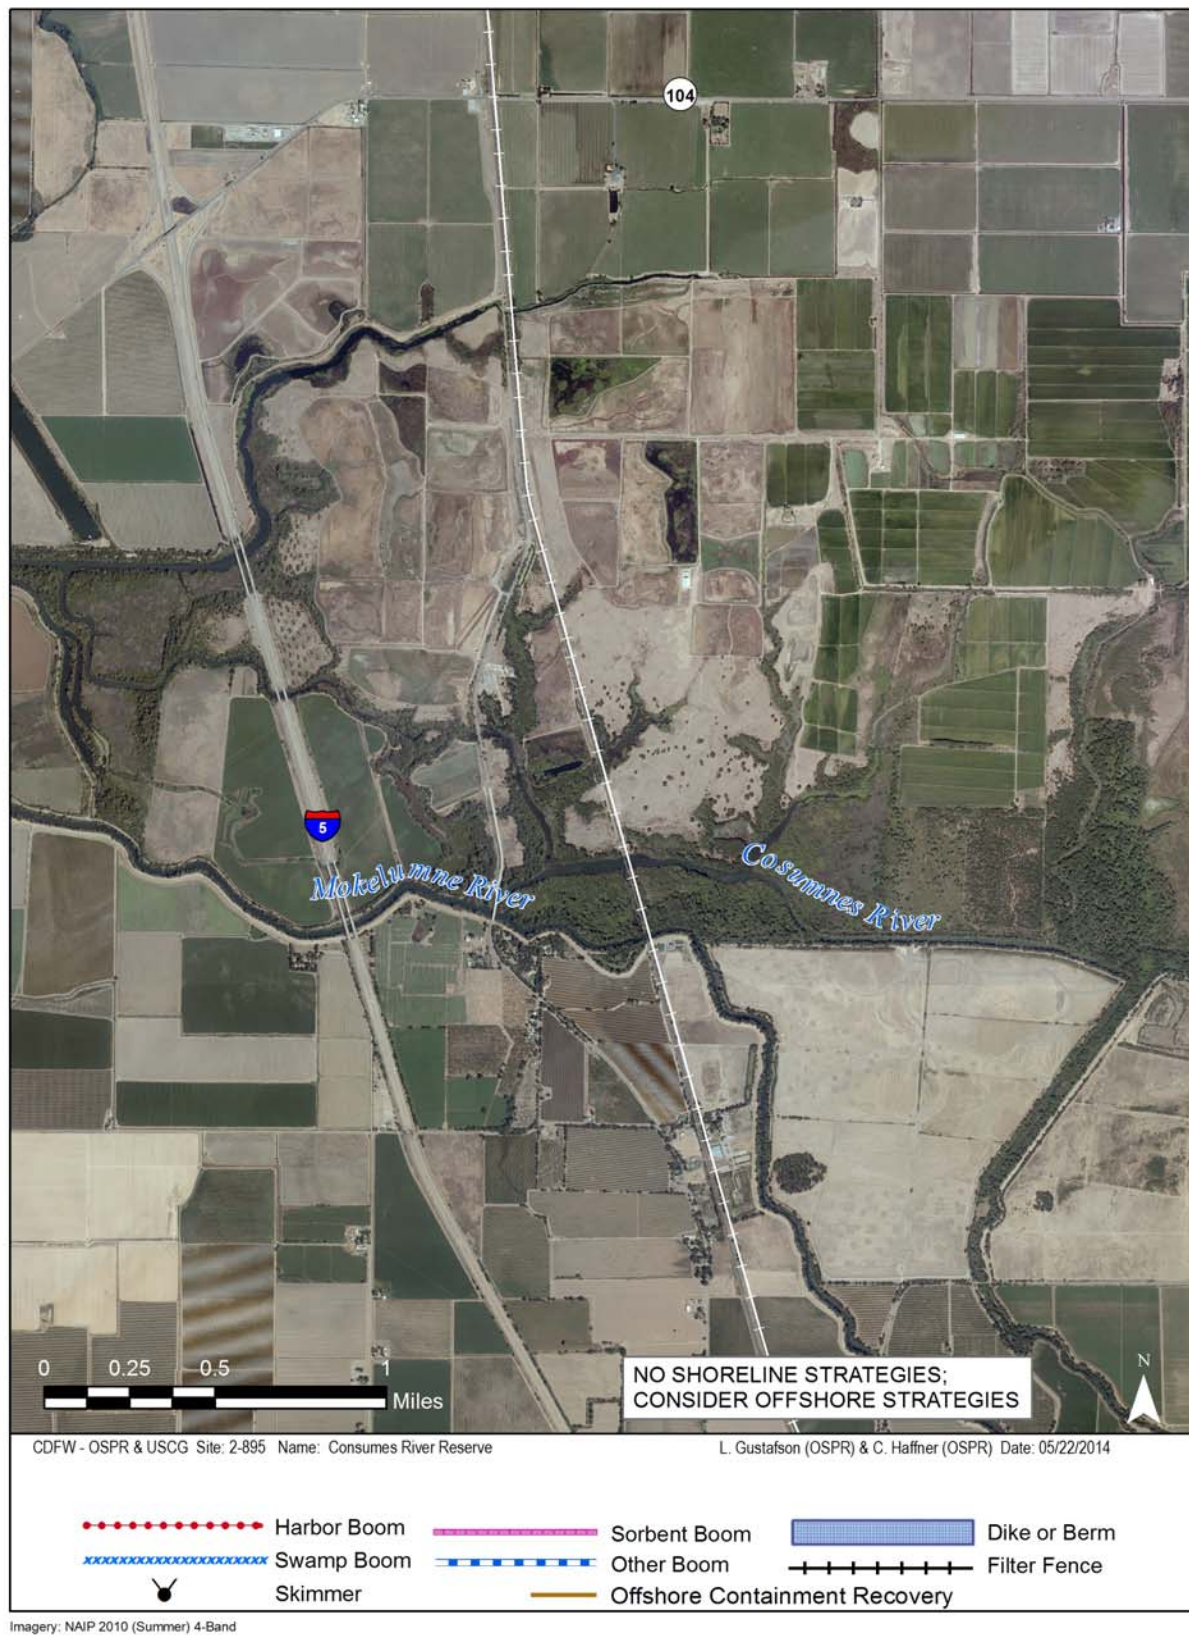 104
5
Mokelumne River
Cosumnes River
0 0.25 0.5 1
Miles
N
NO SHORELINE STRATEGIES;
CONSIDER OFFSHORE STRATEGIES
CDFW - OSPR & USCG Site: 2-895 Name: Consumes River Reserve
L. Gustafson (OSPR) & C. Haffner (OSPR) Date: 05/22/2014
Harbor Boom
Sorbent Boom
Dike or Berm
Swamp Boom
Other Boom
Filter Fence
Skimmer
Offshore Containment Recovery
Imagery: NAIP 2010 (Summer) 4-Band